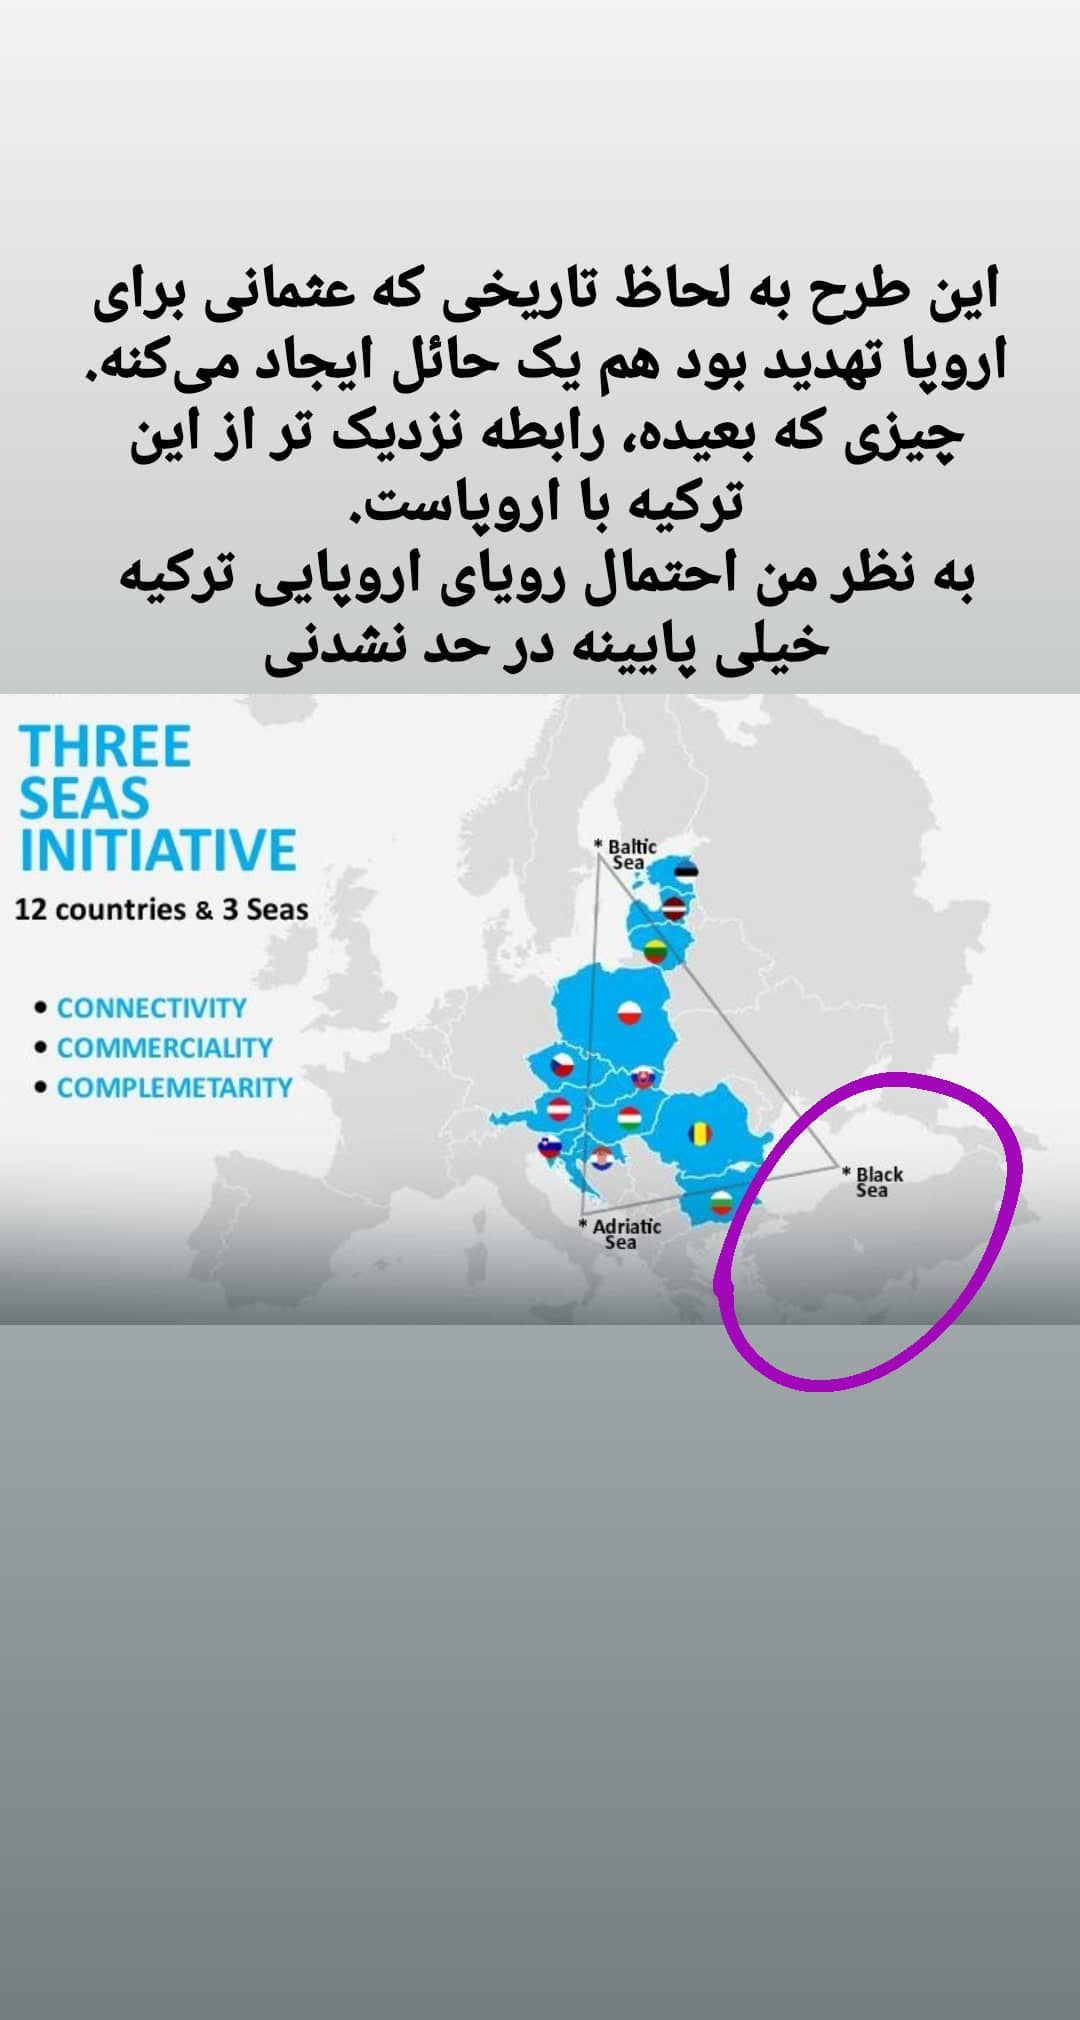 این طرح به لحاظ تاریخی که عثمانی برای
اروپا تهدید بود هم یک حائل ایجاد می‌کنه.
چیزی که بعیده، رابطه نزدیک تر از این
ترکیه با اروپاست.
به نظر من احتمال رویای اروپایی ترکیه
خیلی پایینه در حد نشدنی
THREE
SEAS
INITIATIVE
12 countries & 3 Seas
• CONNECTIVITY
• COMMERCIALITY
• COMPLEMETARITY
* Baltic
Sea
* Black
Sea
* Adriatic
Sea